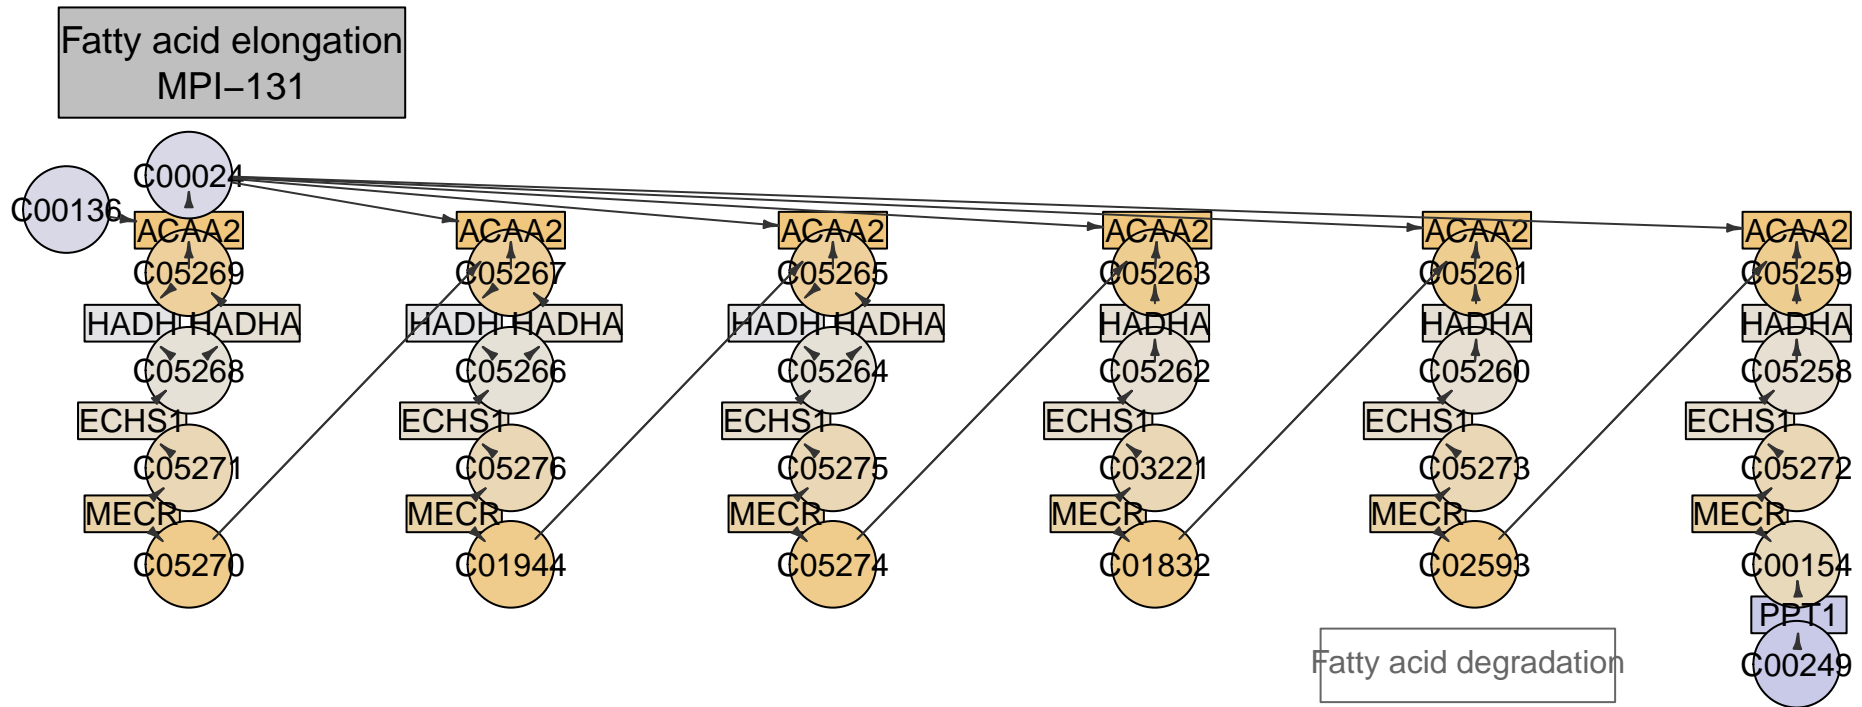 Fatty acid elongation
MPI−131
C00024
C00136
ACAA2 ACAA2 ACAA2 ACAA2 ACAA2 ACAA2
C05269 C05267 C05265 C05263 C05261 C05259
HADH HADHA HADH HADHA HADH HADHA HADHA HADHA HADHA
C05268 C05266 C05264 C05262 C05260 C05258
ECHS1 ECHS1 ECHS1 ECHS1 ECHS1 ECHS1
C05271 C05276 C05275 C03221 C05273 C05272
MECR MECR MECR MECR MECR MECR
C05270 C01944 C05274 C01832 C02593 C00154
PPT1
Fatty acid degradation C00249